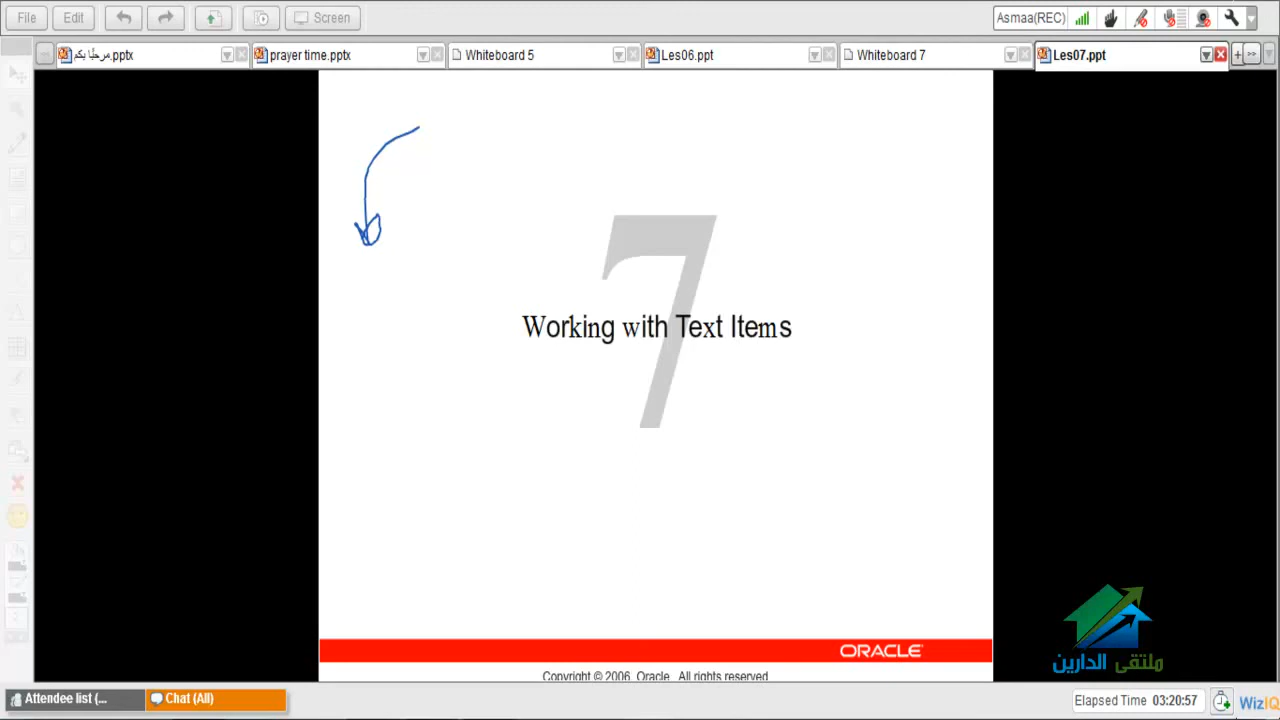 File Edit Screen Asmaa(REC)
مرحبًا بكم.pptx prayer time.pptx Whiteboard 5 Les06.ppt Whiteboard 7 Les07.ppt + >>
7
Working with Text Items
ORACLE
Copyright © 2006, Oracle. All rights reserved
ملتقى الدارين
Attendee list (... Chat (All) Elapsed Time 03:20:57 WizIQ